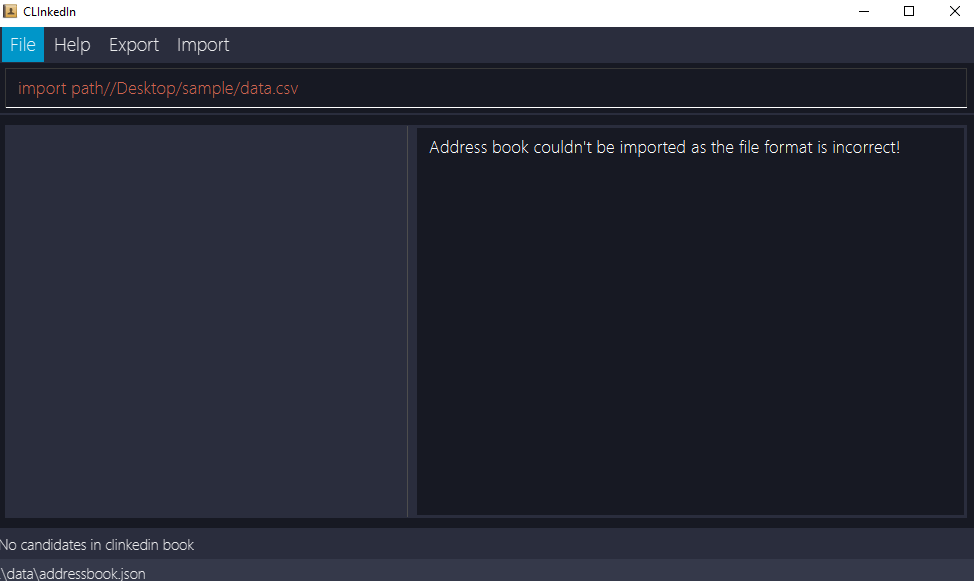 CLInkedIn
File Help Export Import
import path//Desktop/sample/data.csv
Address book couldn't be imported as the file format is incorrect!
No candidates in clinkedin book
.\data\addressbook.json